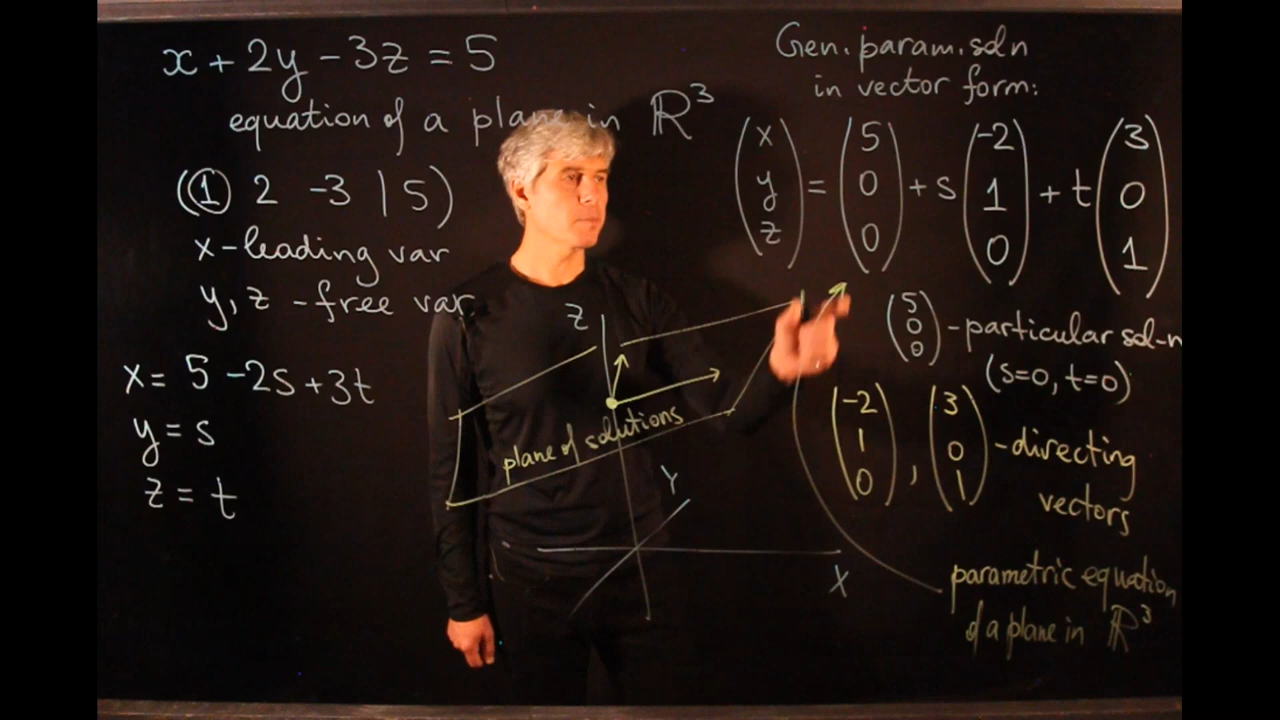 x + 2y - 3z = 5
equation of a plane in ℝ³
(① 2 -3 | 5)
x - leading var
y, z - free var
x = 5 - 2s + 3t
y = s
z = t
Gen. param. soln
in vector form:
(x y z) = (5 0 0) + s (-2 1 0) + t (3 0 1)
(5 0 0) - particular sol-n
(s=0, t=0)
(-2 1 0), (3 0 1) - directing
vectors
parametric equation
of a plane in ℝ³
Z
plane of solutions
Y
X